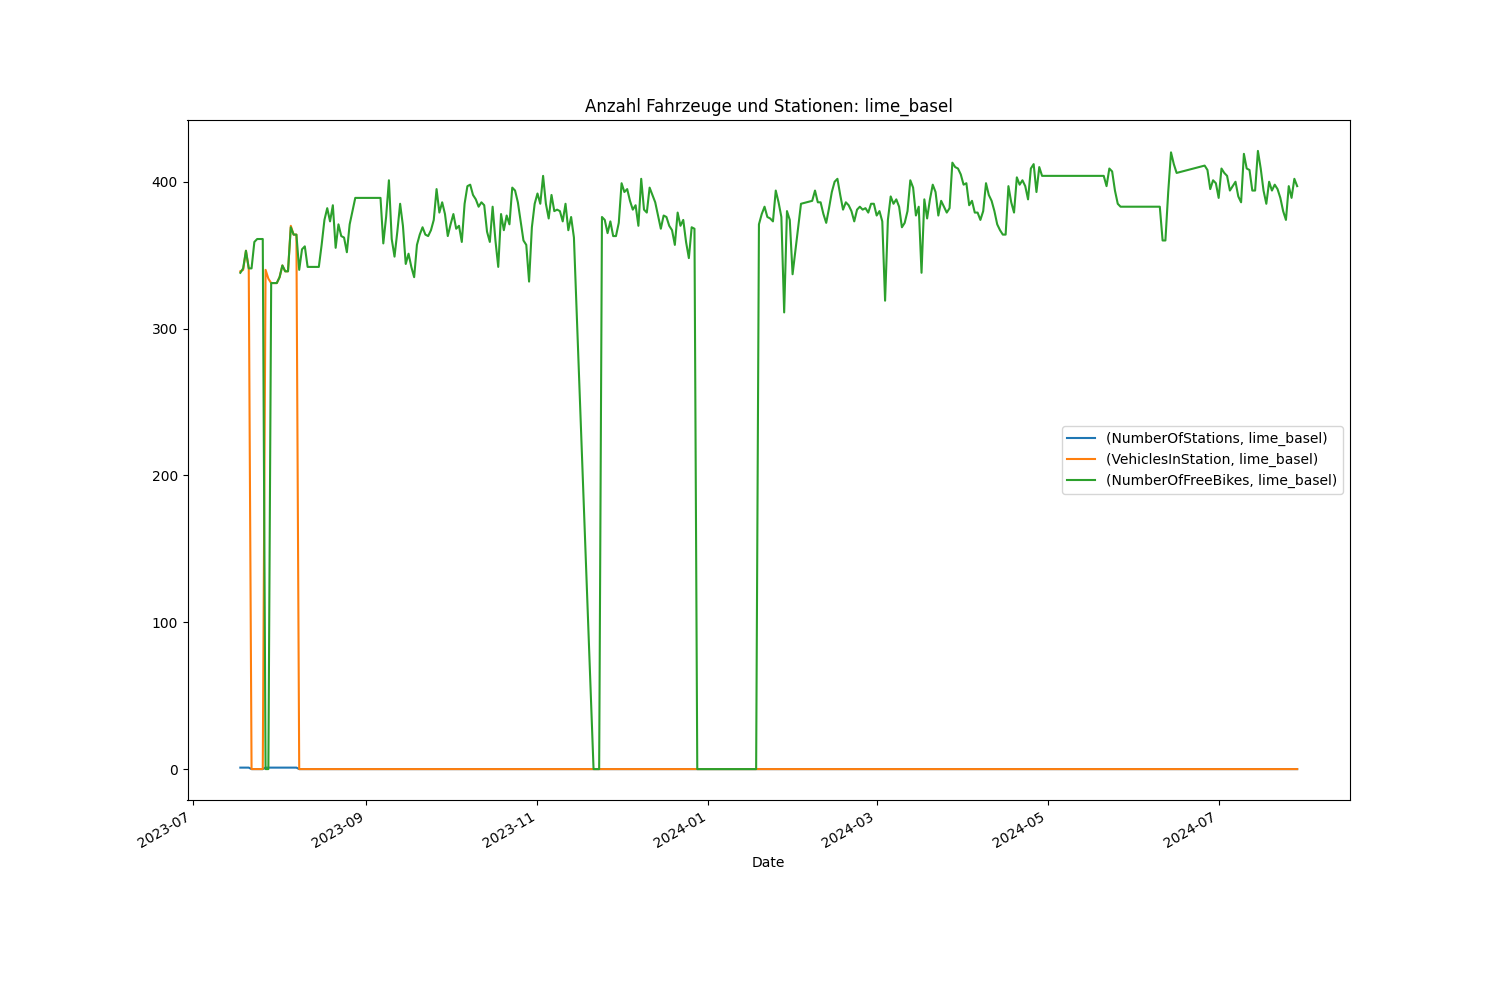 Anzahl Fahrzeuge und Stationen: lime_basel
400
300
200
100
0
(NumberOfStations, lime_basel)
(VehiclesInStation, lime_basel)
(NumberOfFreeBikes, lime_basel)
2023-07
2023-09
2023-11
2024-01
2024-03
2024-05
2024-07
Date